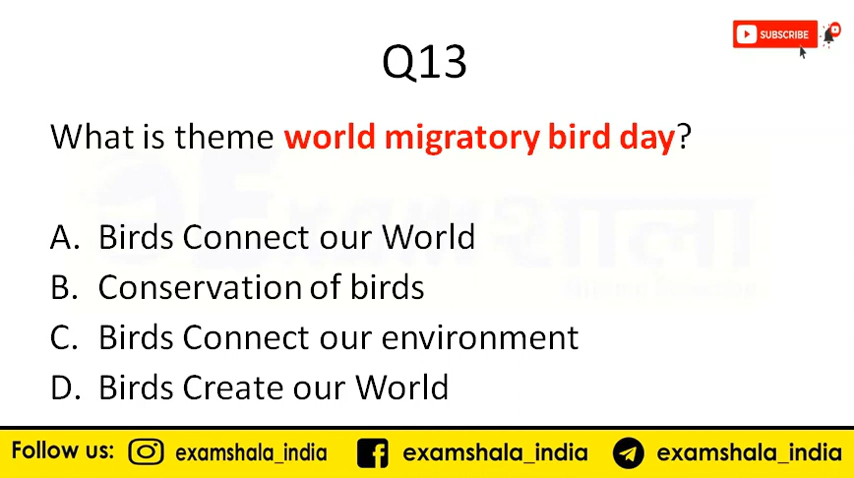 SUBSCRIBE
Q13
What is theme world migratory bird day?
A. Birds Connect our World
B. Conservation of birds
C. Birds Connect our environment
D. Birds Create our World
Follow us: examshala_india examshala_india examshala_india